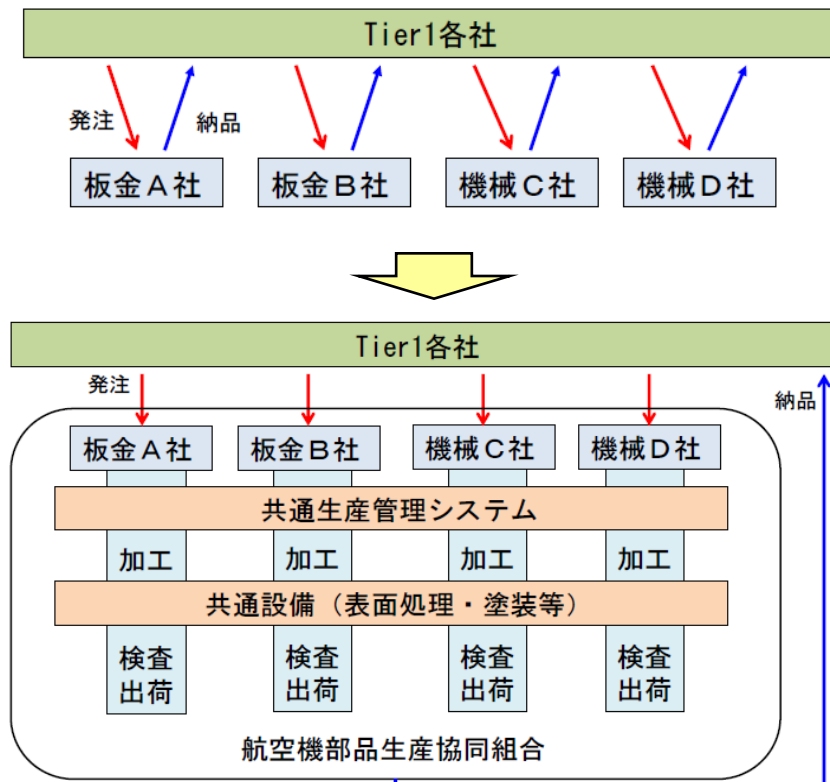 Tier1各社
発注
納品
板金A社
板金B社
機械C社
機械D社
Tier1各社
発注
納品
板金A社
板金B社
機械C社
機械D社
共通生産管理システム
加工
加工
加工
加工
共通設備（表面処理・塗装等）
検査
出荷
検査
出荷
検査
出荷
検査
出荷
航空機部品生産協同組合